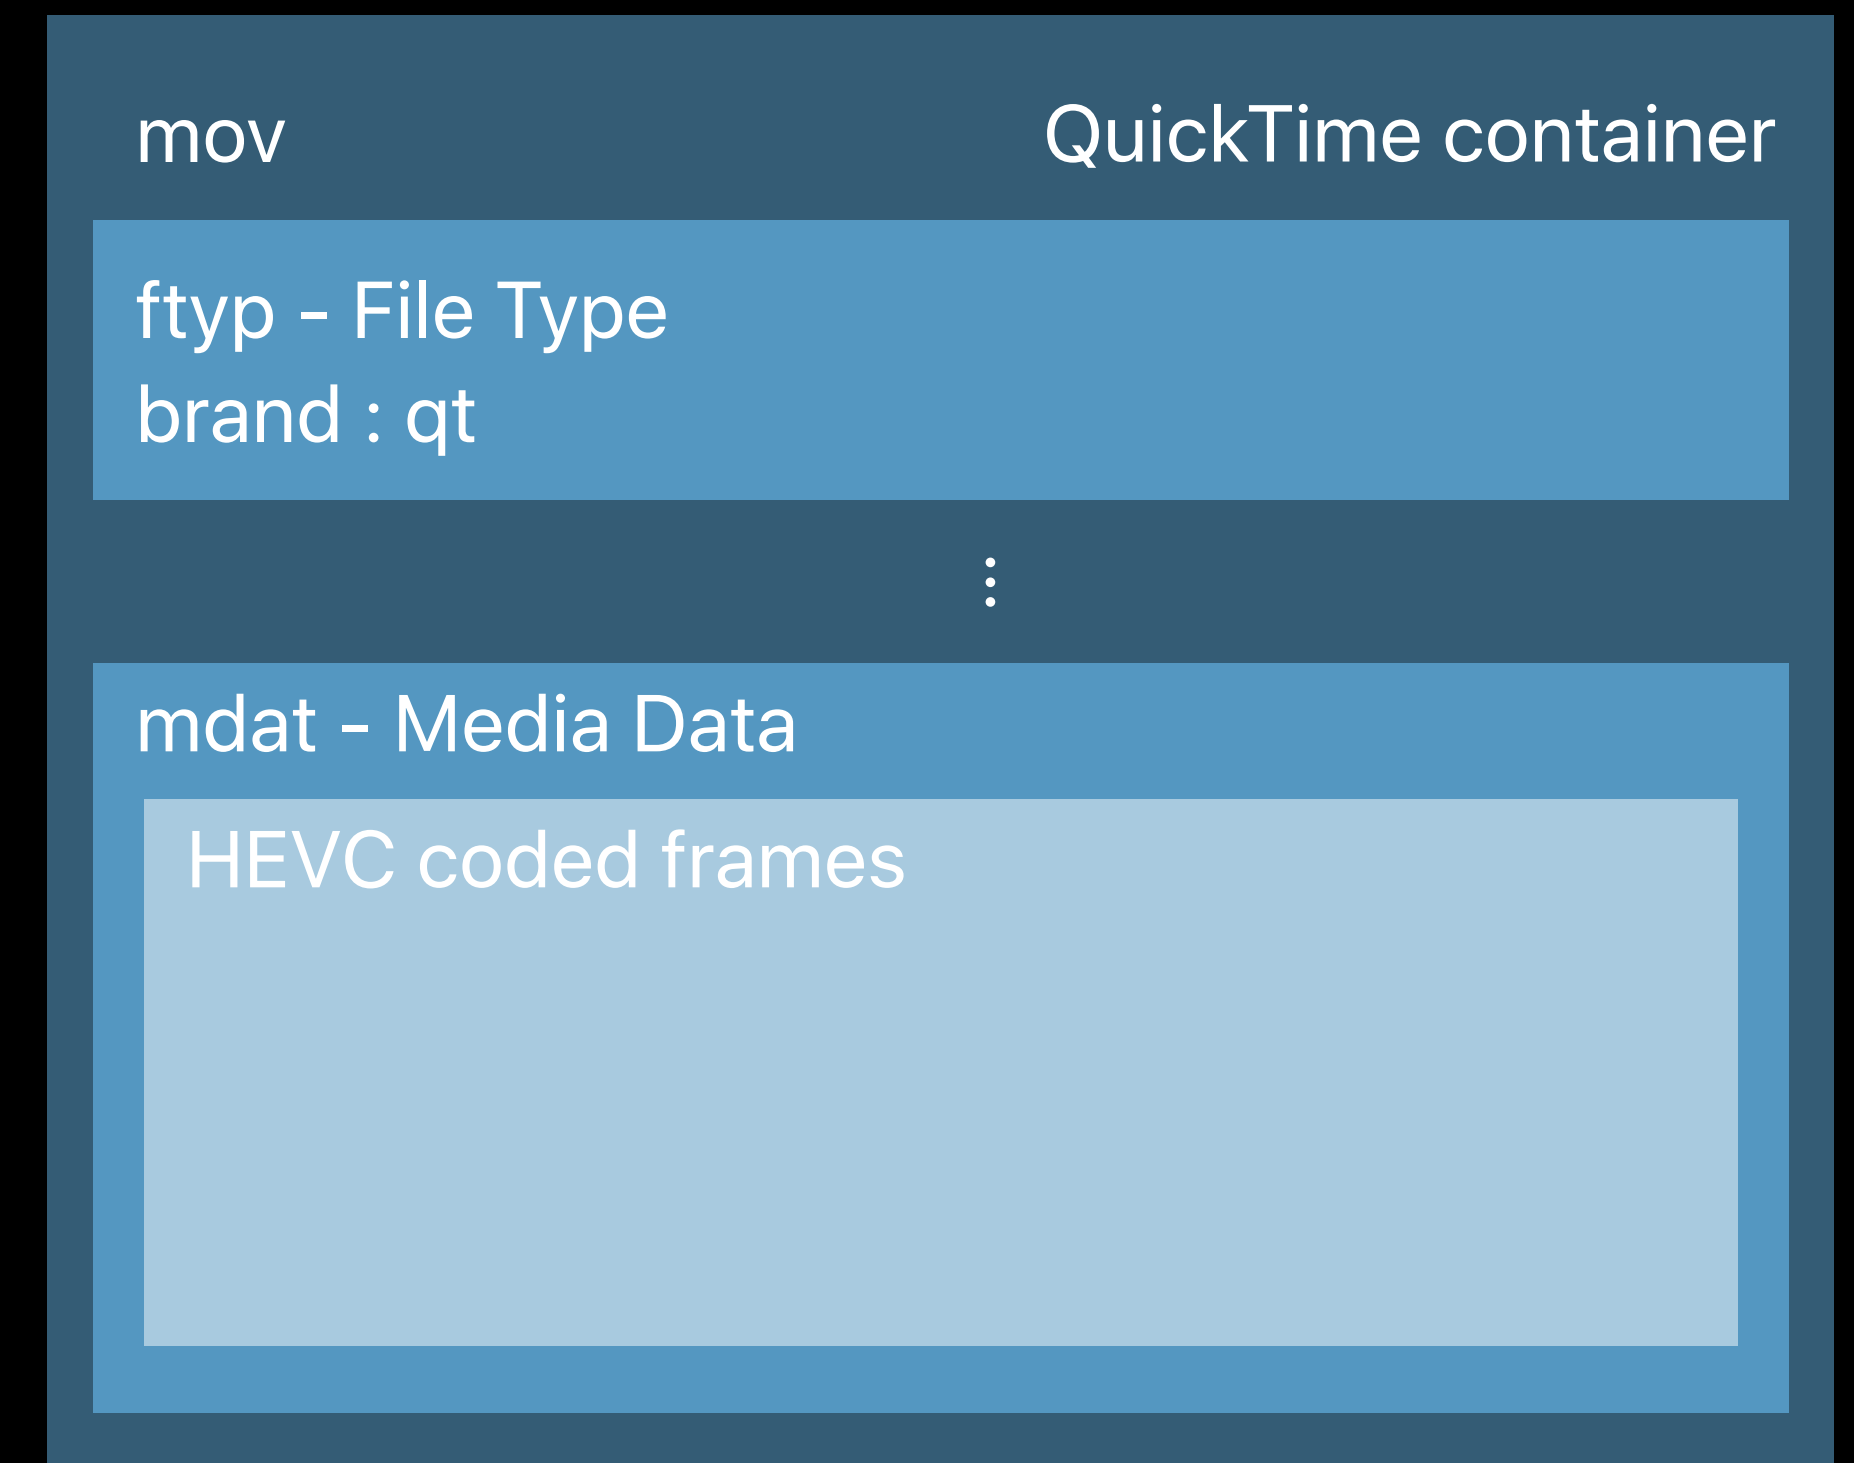 mov
QuickTime container
ftyp - File Type
brand : qt
⋮
mdat - Media Data
HEVC coded frames